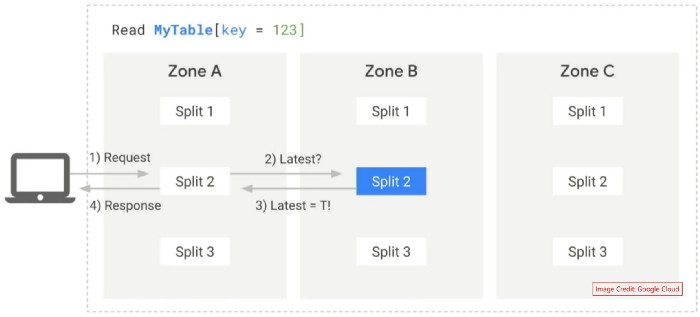 Read MyTable[key = 123]
Zone A
Zone B
Zone C
Split 1
Split 1
Split 1
1) Request
2) Latest?
Split 2
Split 2
Split 2
4) Response
3) Latest = T!
Split 3
Split 3
Split 3
Image Credit: Google Cloud